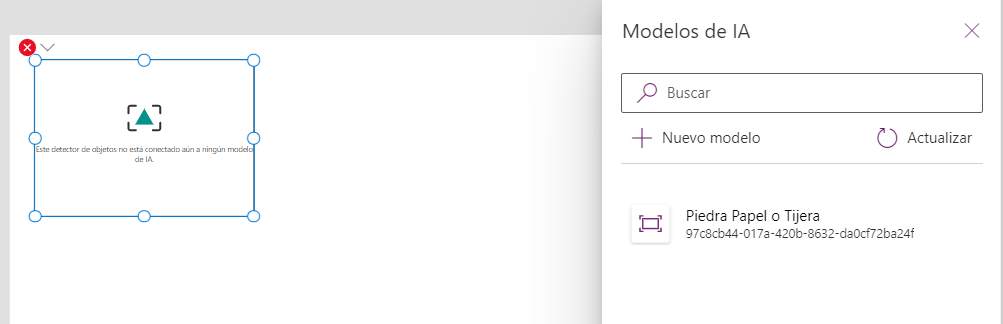 Este detector de objetos no está conectado aún a ningún modelo
de IA.
Modelos de IA
Buscar
Nuevo modelo
Actualizar
Piedra Papel o Tijera
97c8cb44-017a-420b-8632-da0cf72ba24f